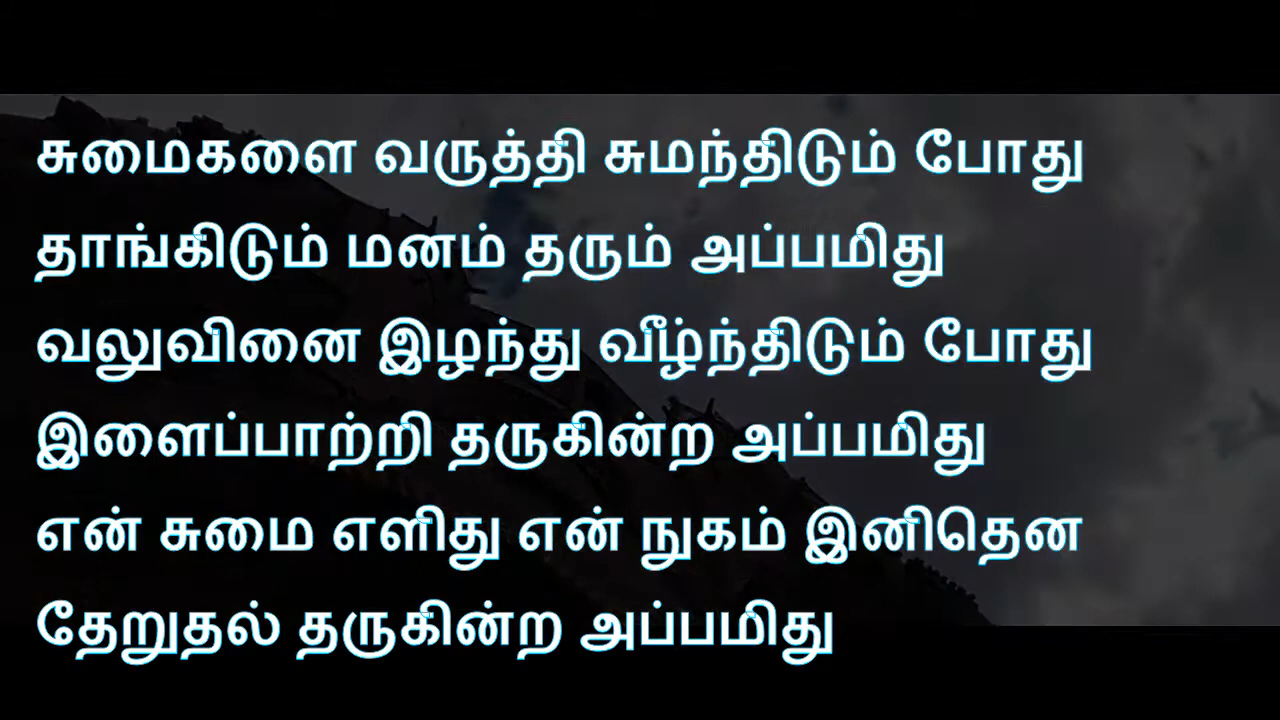 சுமைகளை வருத்தி சுமந்திடும் போது
தாங்கிடும் மனம் தரும் அப்பமிது
வலுவினை இழந்து வீழ்ந்திடும் போது
இளைப்பாற்றி தருகின்ற அப்பமிது
என் சுமை எளிது என் நுகம் இனிதென
தேறுதல் தருகின்ற அப்பமிது